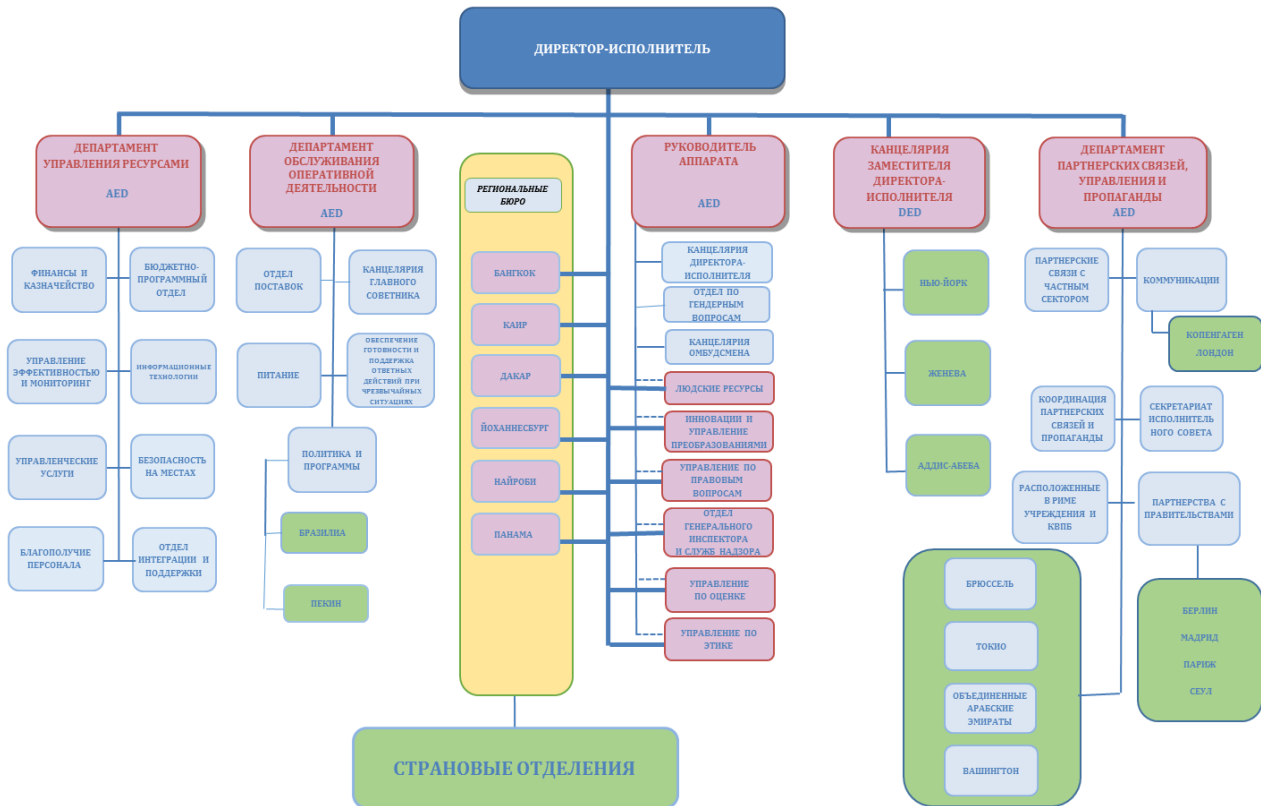 ДИРЕКТОР-ИСПОЛНИТЕЛЬ
ДЕПАРТАМЕНТ
УПРАВЛЕНИЯ РЕСУРСАМИ
AED
ФИНАНСЫ И
КАЗНАЧЕЙСТВО
БЮДЖЕТНО-
ПРОГРАММНЫЙ
ОТДЕЛ
УПРАВЛЕНИЕ
ЭФФЕКТИВНОСТЬЮ
И МОНИТОРИНГ
ИНФОРМАЦИОННЫЕ
ТЕХНОЛОГИИ
УПРАВЛЕНЧЕСКИЕ
УСЛУГИ
БЕЗОПАСНОСТЬ
НА МЕСТАХ
БЛАГОПОЛУЧИЕ
ПЕРСОНАЛА
ОТДЕЛ
ИНТЕГРАЦИИ И
ПОДДЕРЖКИ
ДЕПАРТАМЕНТ
ОБСЛУЖИВАНИЯ
ОПЕРАТИВНОЙ
ДЕЯТЕЛЬНОСТИ
AED
ОТДЕЛ
ПОСТАВОК
КАНЦЕЛЯРИЯ
ГЛАВНОГО
СОВЕТНИКА
ПИТАНИЕ
ОБЕСПЕЧЕНИЕ
ГОТОВНОСТИ И
ПОДДЕРЖКА
ОТВЕТНЫХ
ДЕЙСТВИЙ ПРИ
ЧРЕЗВЫЧАЙНЫХ
СИТУАЦИЯХ
ПОЛИТИКА И
ПРОГРАММЫ
БРАЗИЛИА
ПЕКИН
РЕГИОНАЛЬНЫЕ
БЮРО
БАНГКОК
КАИР
ДАКАР
ЙОХАННЕСБУРГ
НАЙРОБИ
ПАНАМА
СТРАНОВЫЕ ОТДЕЛЕНИЯ
РУКОВОДИТЕЛЬ
АППАРАТА
AED
КАНЦЕЛЯРИЯ
ДИРЕКТОРА-
ИСПОЛНИТЕЛЯ
ОТДЕЛ ПО
ГЕНДЕРНЫМ
ВОПРОСАМ
КАНЦЕЛЯРИЯ
ОМБУДСМЕНА
ЛЮДСКИЕ РЕСУРСЫ
ИННОВАЦИИ И
УПРАВЛЕНИЕ
ПРЕОБРАЗОВАНИЯМИ
УПРАВЛЕНИЕ ПО
ПРАВОВЫМ
ВОПРОСАМ
ОТДЕЛ
ГЕНЕРАЛЬНОГО
ИНСПЕКТОРА
И СЛУЖБ НАДЗОРА
УПРАВЛЕНИЕ
ПО ОЦЕНКЕ
УПРАВЛЕНИЕ ПО
ЭТИКЕ
КАНЦЕЛЯРИЯ
ЗАМЕСТИТЕЛЯ
ДИРЕКТОРА-
ИСПОЛНИТЕЛЯ
DED
НЬЮ-ЙОРК
ЖЕНЕВА
АДДИС-АБЕБА
ДЕПАРТАМЕНТ
ПАРТНЕРСКИХ СВЯЗЕЙ,
УПРАВЛЕНИЯ И
ПРОПАГАНДЫ
AED
ПАРТНЕРСКИЕ
СВЯЗИ С
ЧАСТНЫМ
СЕКТОРОМ
КОММУНИКАЦИИ
КОПЕНГАГЕН
ЛОНДОН
КООРДИНАЦИЯ
ПАРТНЕРСКИХ
СВЯЗЕЙ И
ПРОПАГАНДЫ
СЕКРЕТАРИАТ
ИСПОЛНИТЕЛ
ЬНОГО СОВЕТА
РАСПОЛОЖЕННЫЕ
В РИМЕ
УЧРЕЖДЕНИЯ И
КВПБ
ПАРТНЕРСТВА С
ПРАВИТЕЛЬСТВАМИ
БРЮССЕЛЬ
ТОКИО
ОБЪЕДИНЕННЫЕ
АРАБСКИЕ
ЭМИРАТЫ
ВАШИНГТОН
БЕРЛИН
МАДРИД
ПАРИЖ
СЕУЛ